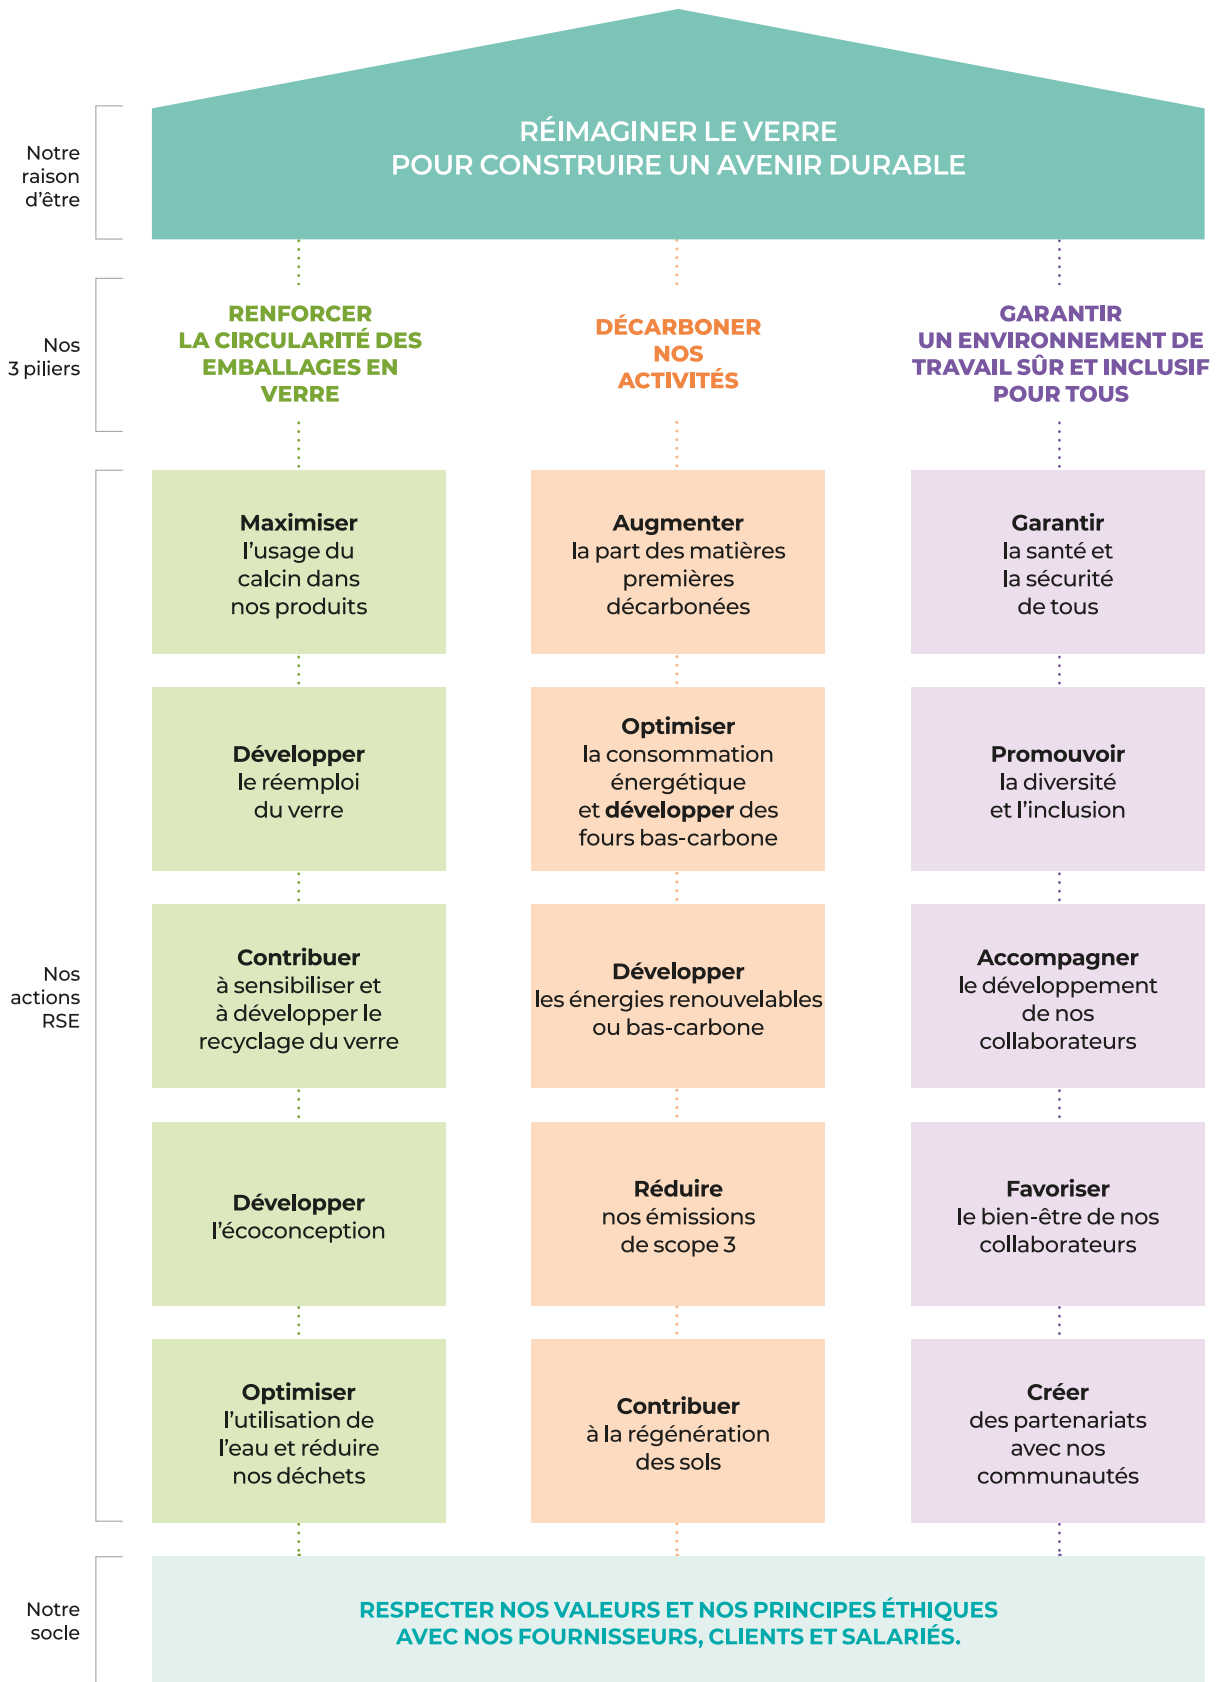 RÉIMAGINER LE VERRE
POUR CONSTRUIRE UN AVENIR DURABLE
Notre
raison
d’être
Nos
3 piliers
RENFORCER
LA CIRCULARITÉ DES
EMBALLAGES EN
VERRE
DÉCARBONER
NOS
ACTIVITÉS
GARANTIR
UN ENVIRONNEMENT DE
TRAVAIL SÛR ET INCLUSIF
POUR TOUS
Nos
actions
RSE
Maximiser
l’usage du
calcin dans
nos produits
Augmenter
la part des matières
premières
décarbonées
Garantir
la santé et
la sécurité
de tous
Développer
le réemploi
du verre
Optimiser
la consommation
énergétique
et développer des
fours bas-carbone
Promouvoir
la diversité
et l’inclusion
Contribuer
à sensibiliser et
à développer le
recyclage du verre
Développer
les énergies renouvelables
ou bas-carbone
Accompagner
le développement
de nos
collaborateurs
Développer
l’écoconception
Réduire
nos émissions
de scope 3
Favoriser
le bien-être de nos
collaborateurs
Optimiser
l’utilisation de
l’eau et réduire
nos déchets
Contribuer
à la régénération
des sols
Créer
des partenariats
avec nos
communautés
Notre
socle
RESPECTER NOS VALEURS ET NOS PRINCIPES ÉTHIQUES
AVEC NOS FOURNISSEURS, CLIENTS ET SALARIÉS.